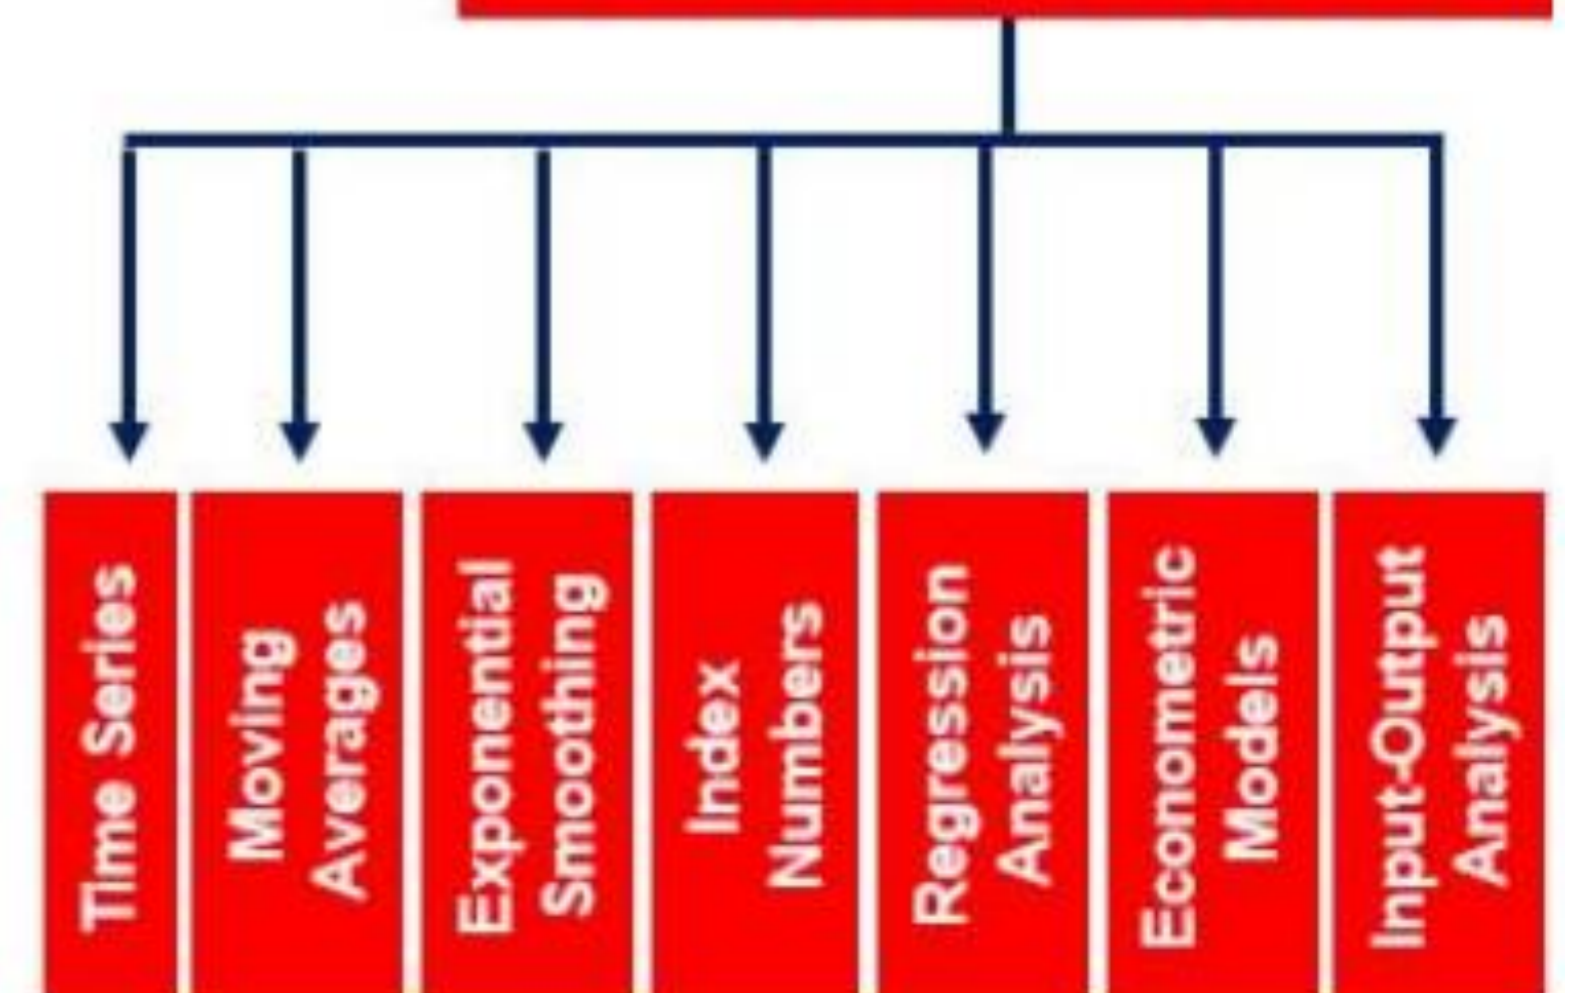 Time Series
Moving
Averages
Exponential
Smoothing
Index
Numbers
Regression
Analysis
Econometric
Models
Input-Output
Analysis